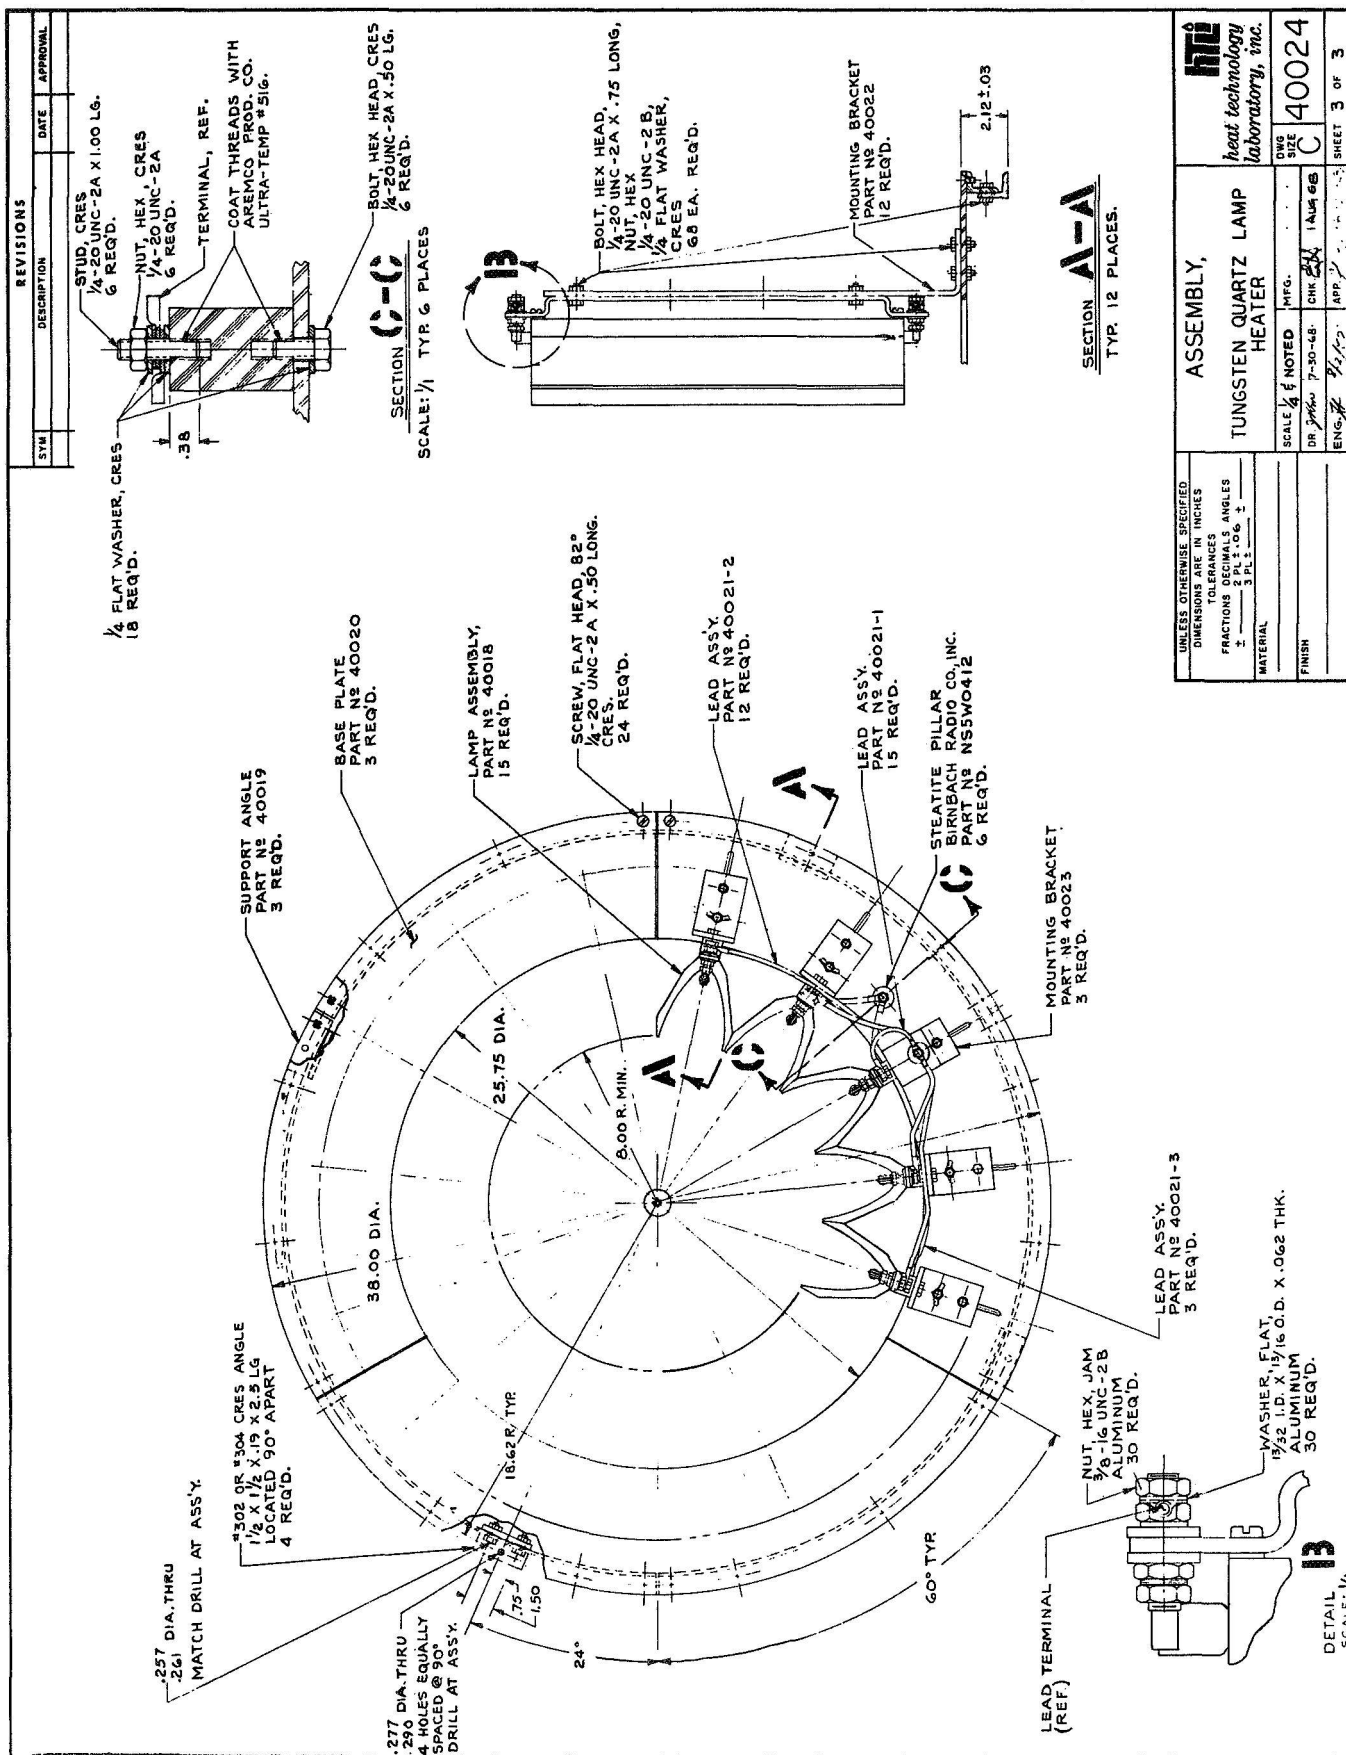 REVISIONS
SYM DESCRIPTION DATE APPROVAL
1/4 FLAT WASHER, CRES
18 REQ'D.
STUD, CRES
1/4-20 UNC-2A X 1.00 LG.
6 REQ'D.
NUT, HEX, CRES
1/4-20 UNC-2A
6 REQ'D.
TERMINAL, REF.
COAT THREADS WITH
AREMCO PROD. CO.
ULTRA-TEMP #516.
BOLT, HEX HEAD, CRES
1/4-20 UNC-2A X .50 LG.
6 REQ'D.
.38
SECTION C-C
SCALE: 1/1 TYP. 6 PLACES
B
BOLT, HEX HEAD,
1/4-20 UNC-2A X .75 LONG,
NUT, HEX
1/4-20 UNC-2B,
1/4 FLAT WASHER,
CRES
68 EA. REQ'D.
MOUNTING BRACKET
PART Nº 40022
12 REQ'D.
2.12±.03
SECTION A-A
TYP. 12 PLACES.
.257 DIA. THRU
.261
MATCH DRILL AT ASS'Y.
#302 OR #304 CRES ANGLE
1 1/2 X 1 1/2 X .19 X 2.5 LG
LOCATED 90° APART
4 REQ'D.
.277 DIA. THRU
.290
4 HOLES EQUALLY
SPACED @ 90°
DRILL AT ASS'Y.
.75
1.50
24°
18.62 R. TYP.
60° TYP.
38.00 DIA.
25.75 DIA.
8.00 R. MIN.
SUPPORT ANGLE
PART Nº 40019
3 REQ'D.
BASE PLATE
PART Nº 40020
3 REQ'D.
LAMP ASSEMBLY,
PART Nº 40018
15 REQ'D.
SCREW, FLAT HEAD, 82°
1/4-20 UNC-2A X .50 LONG.
CRES.
24 REQ'D.
LEAD ASS'Y.
PART Nº 40021-2
12 REQ'D.
A
A
LEAD ASS'Y.
PART Nº 40021-1
15 REQ'D.
STEATITE PILLAR
BIRNBACH RADIO CO., INC.
PART Nº NS5W0412
6 REQ'D.
C
C
MOUNTING BRACKET
PART Nº 40023
3 REQ'D.
LEAD ASS'Y.
PART Nº 40021-3
3 REQ'D.
LEAD TERMINAL
(REF.)
NUT, HEX, JAM
3/8-16 UNC-2B
ALUMINUM
30 REQ'D.
WASHER, FLAT,
13/32 I.D. X 13/16 O.D. X .062 THK.
ALUMINUM
30 REQ'D.
DETAIL B
UNLESS OTHERWISE SPECIFIED
DIMENSIONS ARE IN INCHES
TOLERANCES
FRACTIONS DECIMALS ANGLES
± 2 PL ± .06 ±
3 PL ±
MATERIAL
FINISH
ASSEMBLY,
TUNGSTEN QUARTZ LAMP
HEATER
SCALE 1/4 & NOTED MFG.
DR. 7-30-68 CHK 1 AUG 68
ENG. APP.
hTL
heat technology
laboratory, inc.
DWG SIZE C 40024
SHEET 3 OF 3